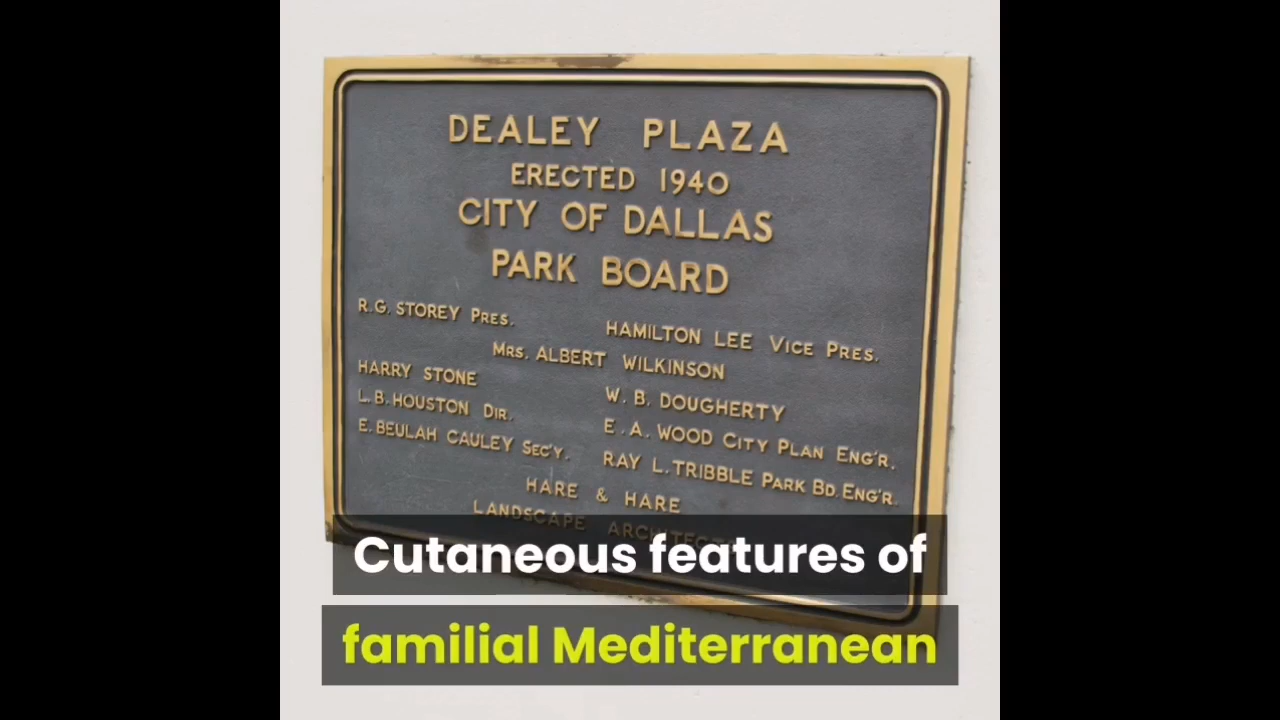 DEALEY PLAZA
ERECTED 1940
CITY OF DALLAS
PARK BOARD
R.G. STOREY PRES.
HAMILTON LEE VICE PRES.
MRS. ALBERT WILKINSON
HARRY STONE
W. B. DOUGHERTY
L.B. HOUSTON DIR.
E. A. WOOD CITY PLAN ENG'R.
E. BEULAH CAULEY SEC'Y.
RAY L. TRIBBLE PARK BD. ENG'R.
HARE & HARE
LANDSCAPE ARCHITECTS
Cutaneous features of
familial Mediterranean